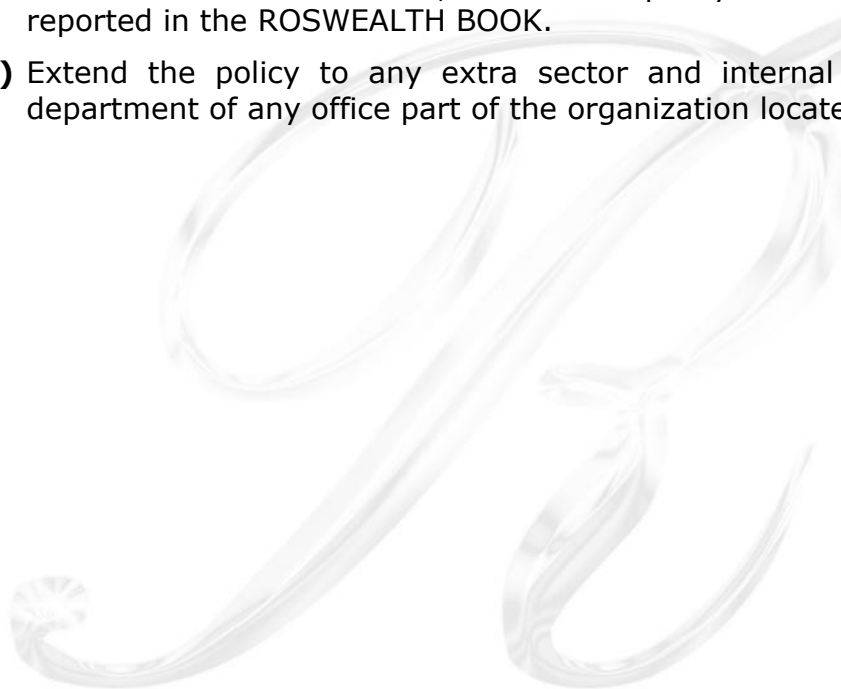 reported in the ROSWEALTH BOOK.
) Extend the policy to any extra sector and internal
department of any office part of the organization locate